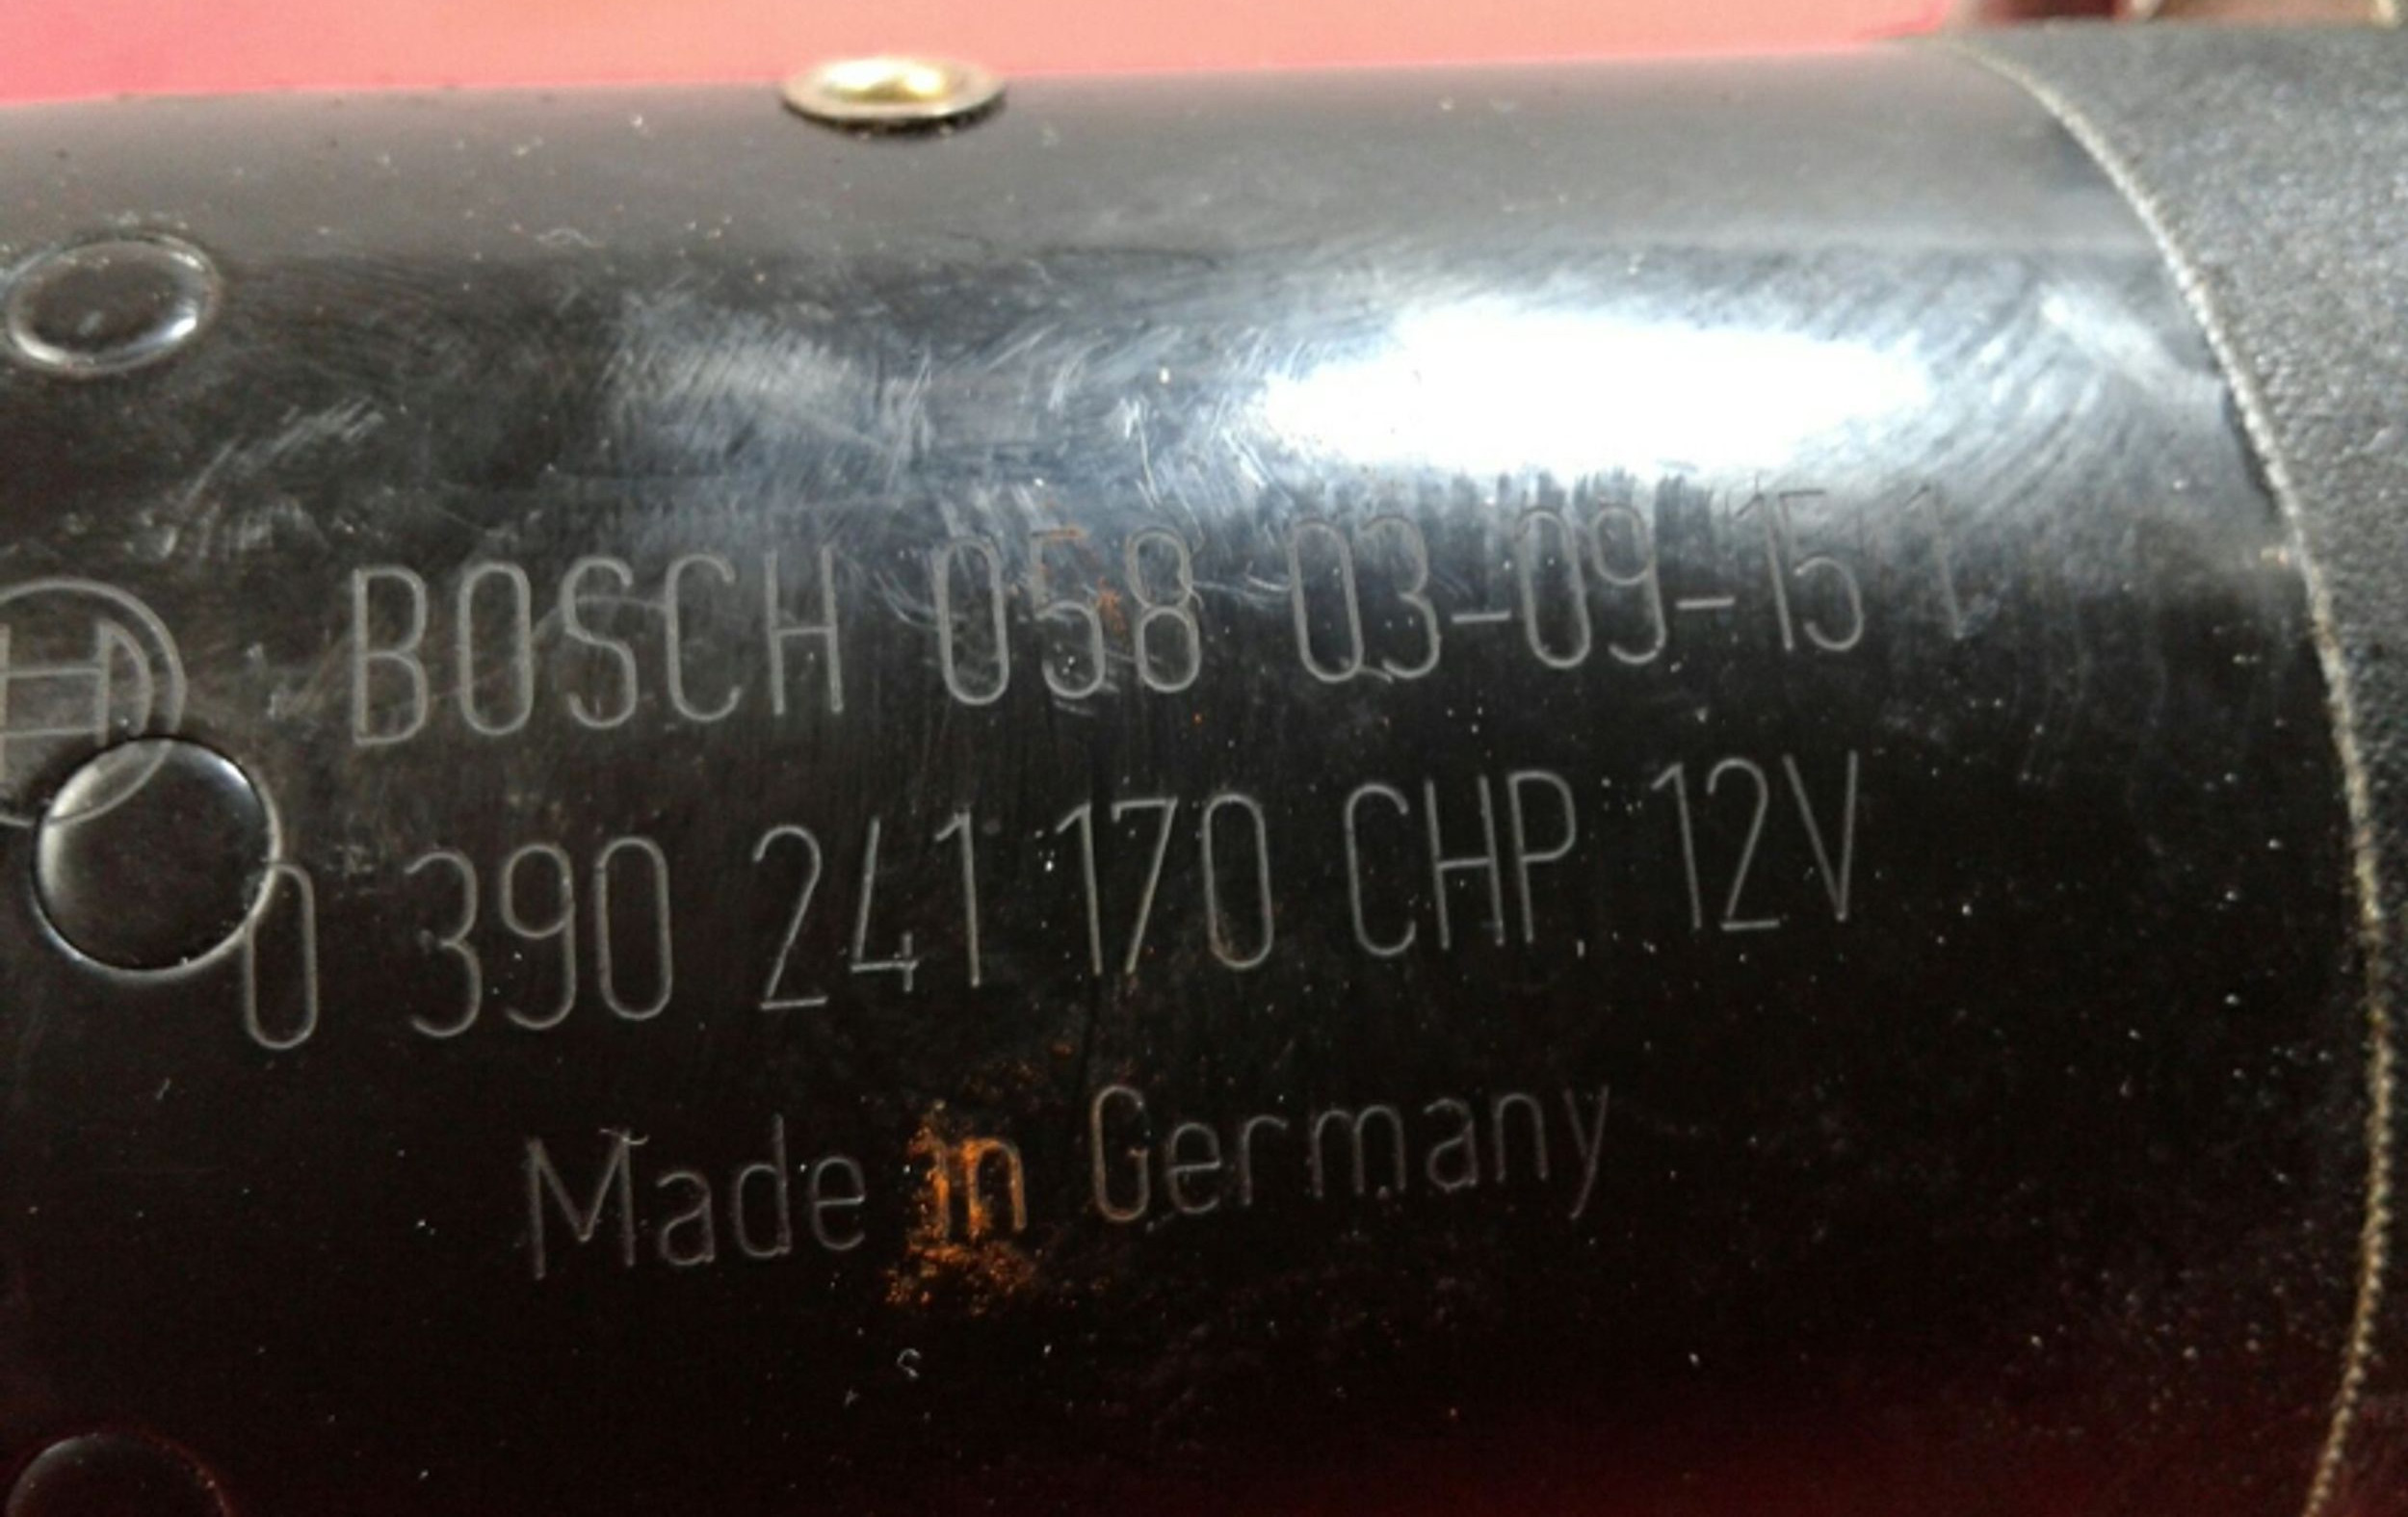 BOSCH 058 03-09-15 1
0 390 241 170 CHP 12V
Made in Germany